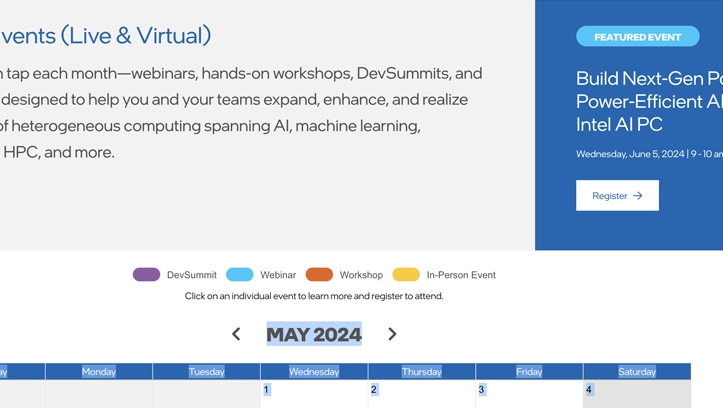 vents (Live & Virtual)
tap each month—webinars, hands-on workshops, DevSummits, and
designed to help you and your teams expand, enhance, and realize
of heterogeneous computing spanning AI, machine learning,
HPC, and more.
FEATURED EVENT
Build Next-Gen
Power-Efficient AI
Intel AI PC
Wednesday, June 5, 2024 | 9 - 10 am
Register →
DevSummit Webinar Workshop In-Person Event
Click on an individual event to learn more and register to attend.
MAY 2024
Monday Tuesday Wednesday Thursday Friday Saturday
1 2 3 4